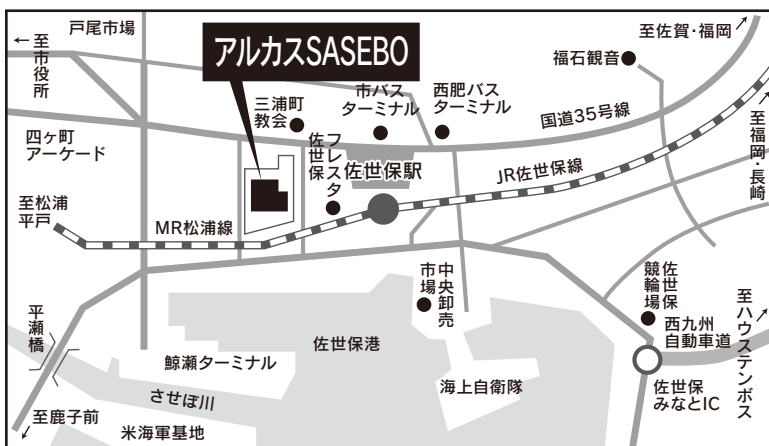 戸尾市場
至市役所
アルカスSASEBO
至佐賀・福岡
福石観音
三浦町
教会
市バス
ターミナル
西肥バス
ターミナル
国道35号線
四ヶ町
アーケード
フレスタ
佐世保
佐世保駅
JR佐世保線
至福岡・長崎
至松浦
平戸
MR松浦線
中央卸売
市場
佐世保
競輪場
西九州
自動車道
至ハウステンボス
平瀬橋
鯨瀬ターミナル
佐世保港
海上自衛隊
佐世保
みなとIC
させぼ川
至鹿子前
米海軍基地